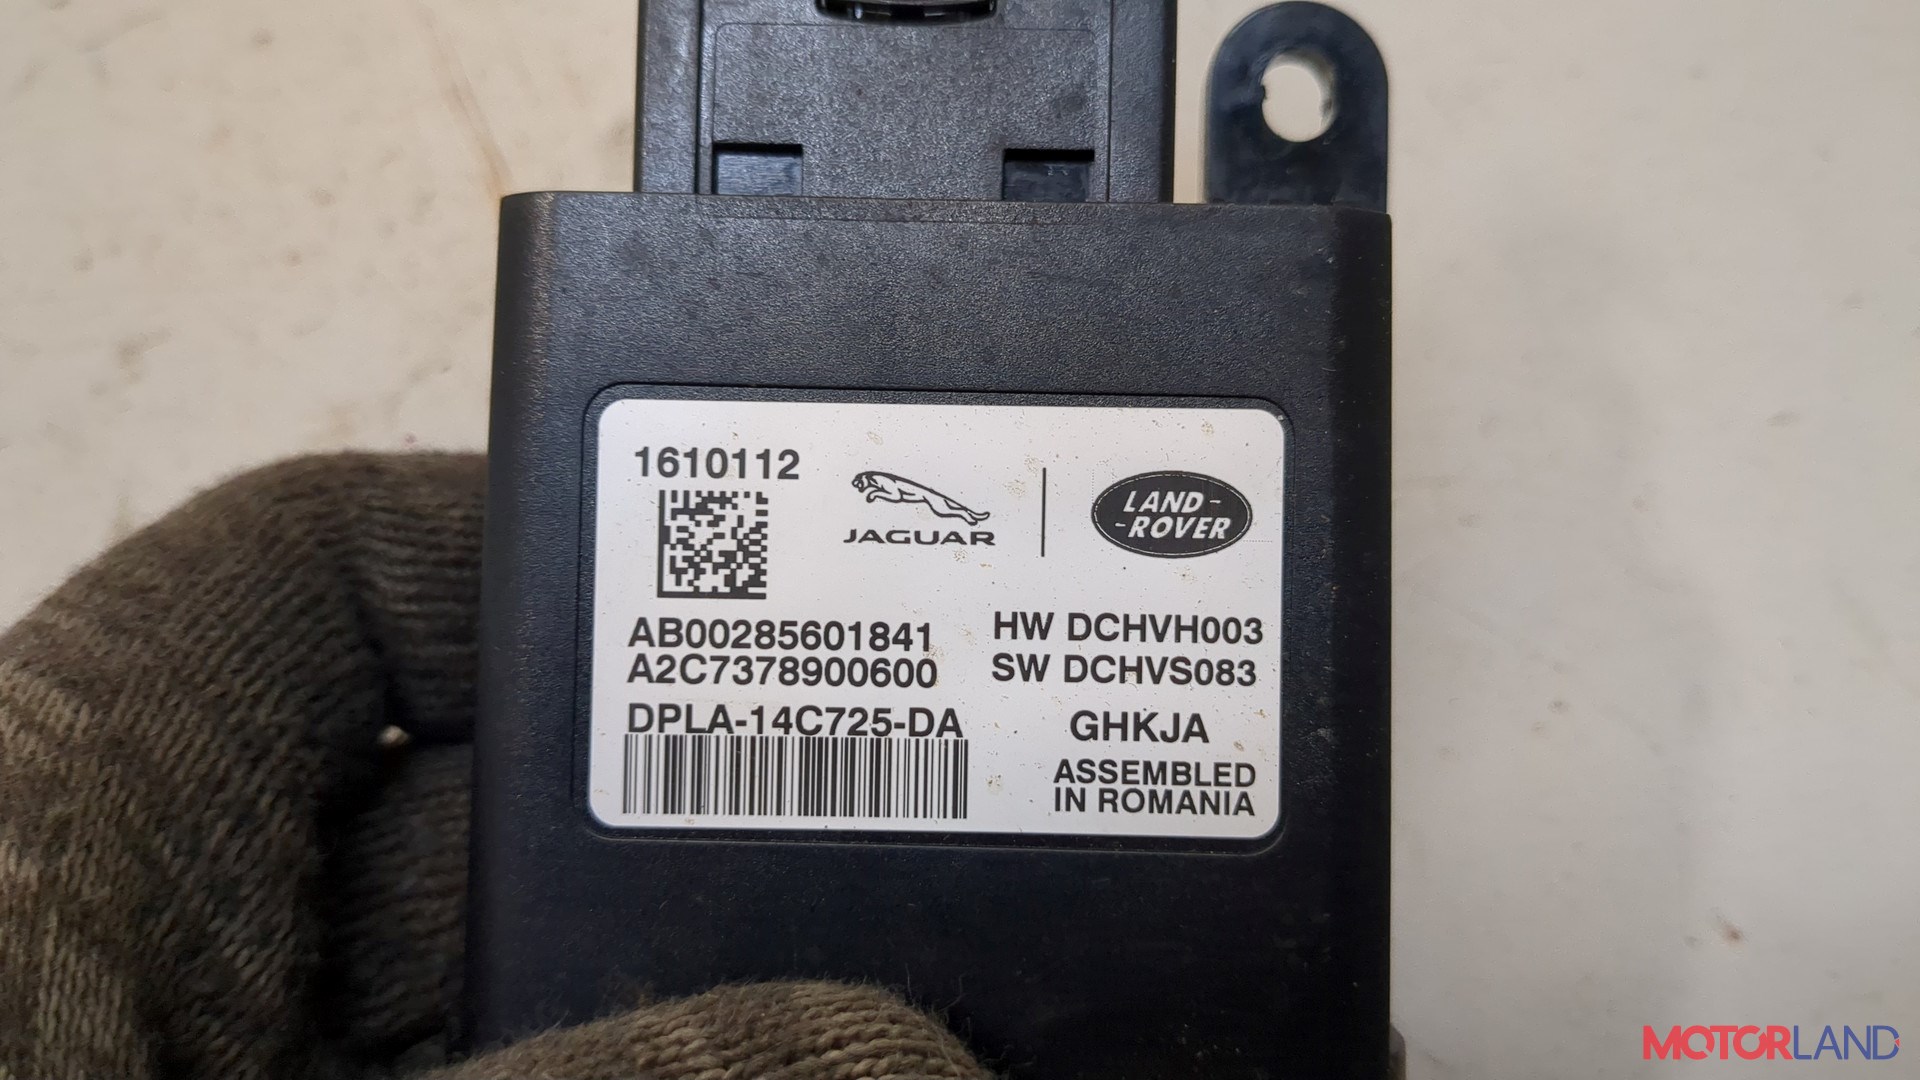 1610112
JAGUAR
LAND-
-ROVER
AB00285601841
A2C7378900600
HW DCHVH003
SW DCHVS083
DPLA-14C725-DA
GHKJA
ASSEMBLED
IN ROMANIA
MOTORLAND